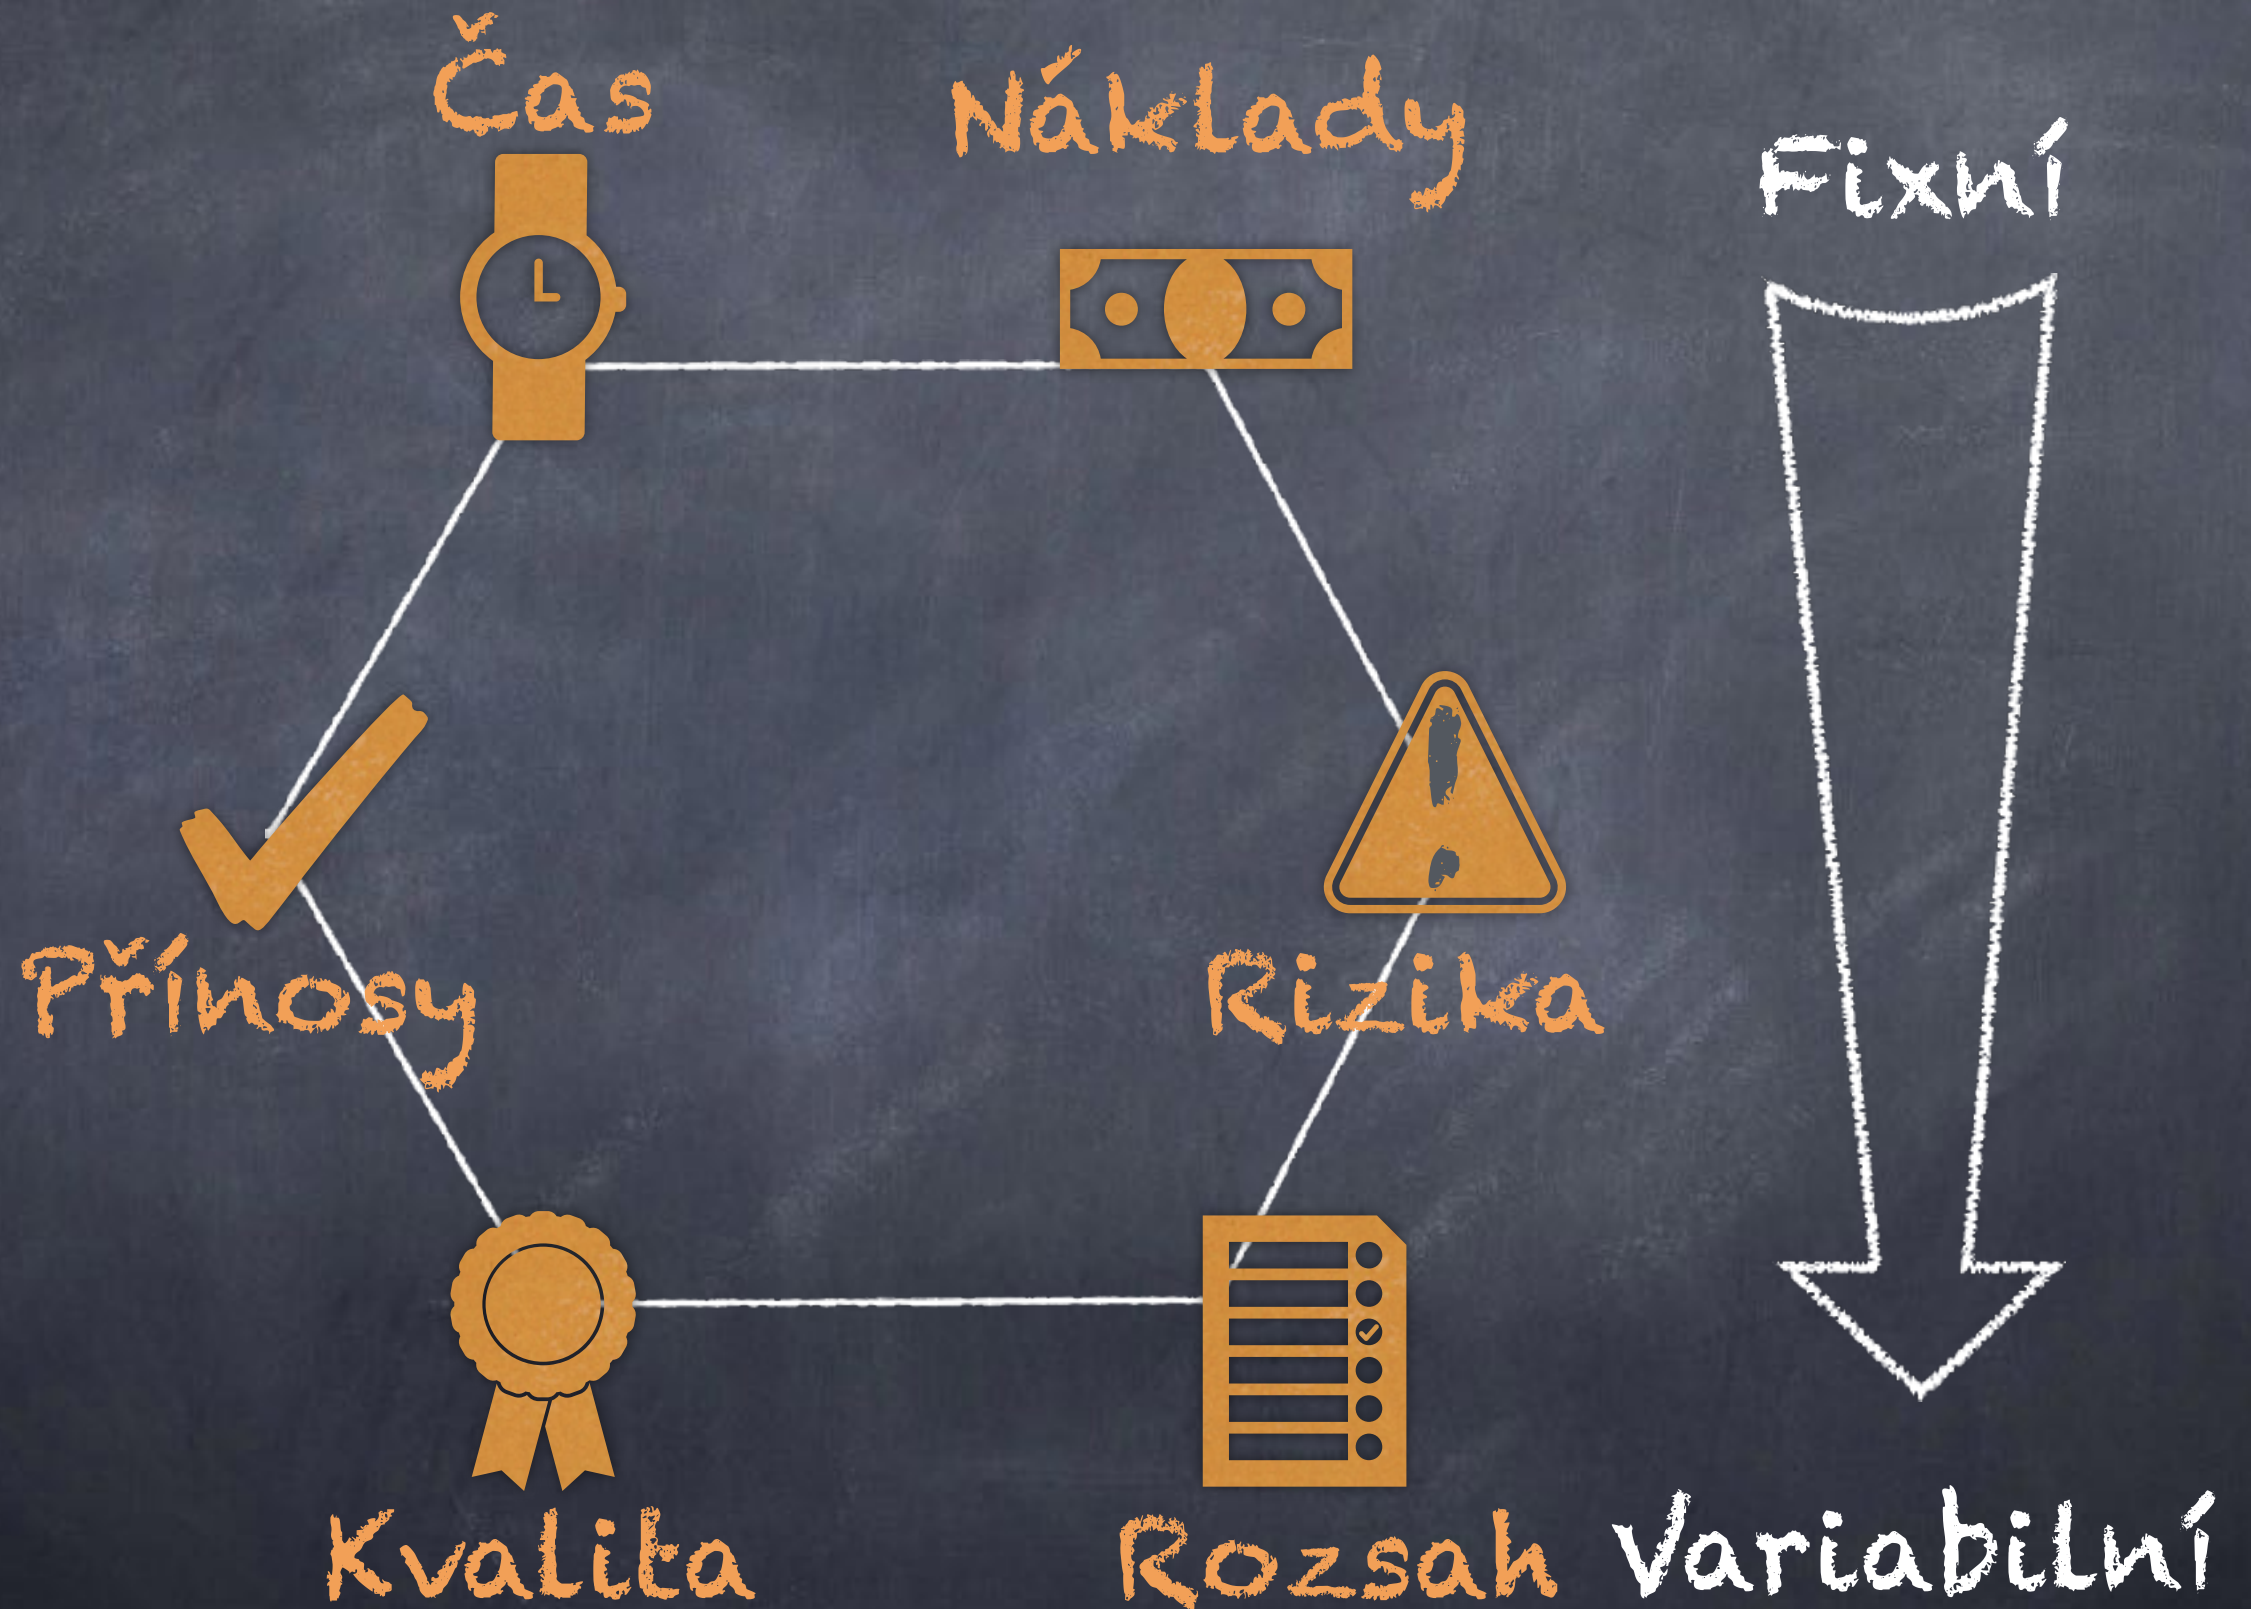 Čas
Náklady
Fixní
Přínosy
Rizika
Kvalita
Rozsah
Variabilní